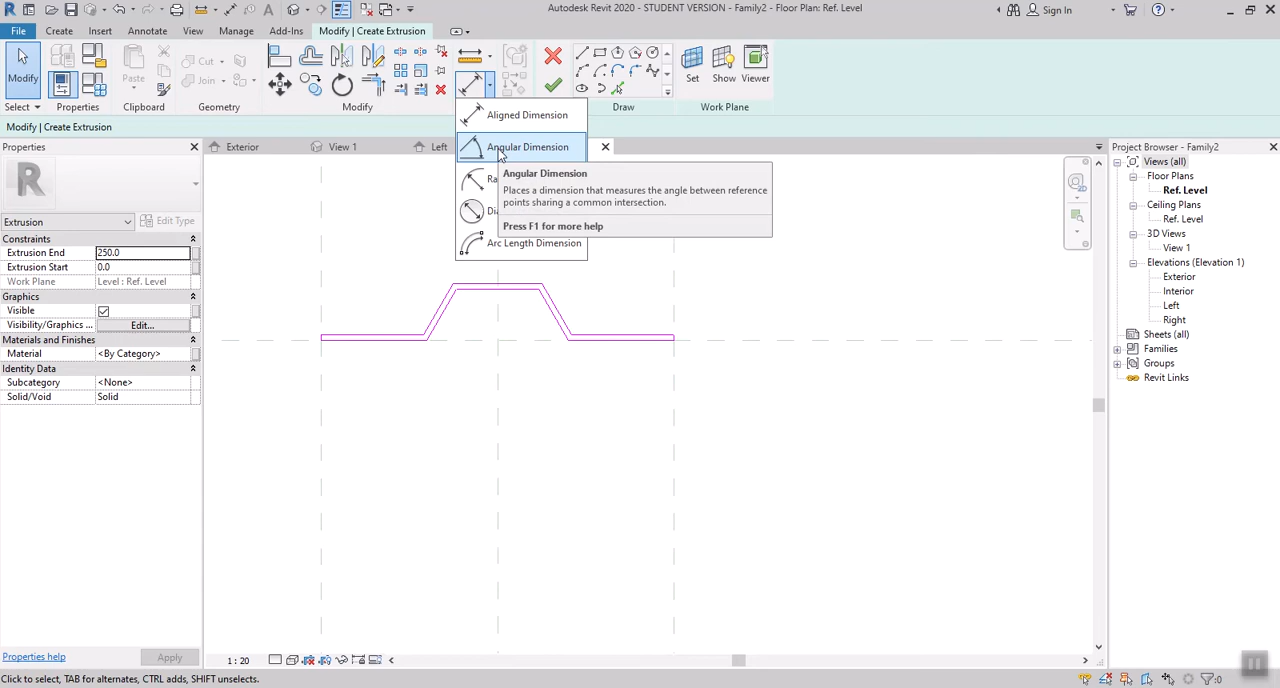 Autodesk Revit 2020 - STUDENT VERSION - Family2 - Floor Plan: Ref. Level
Sign In
File
Create
Insert
Annotate
View
Manage
Add-Ins
Modify | Create Extrusion
Modify
Paste
Cut
Join
Set
Show
Viewer
Select
Properties
Clipboard
Geometry
Modify
Draw
Work Plane
Modify | Create Extrusion
Aligned Dimension
Angular Dimension
Arc Length Dimension
Angular Dimension
Places a dimension that measures the angle between reference
points sharing a common intersection.
Press F1 for more help
Properties
Exterior
View 1
Left
R
Extrusion
Edit Type
Constraints
Extrusion End 250.0
Extrusion Start 0.0
Work Plane Level : Ref. Level
Graphics
Visible
Visibility/Graphics ... Edit...
Materials and Finishes
Material <By Category>
Identity Data
Subcategory <None>
Solid/Void Solid
Properties help
Apply
Project Browser - Family2
Views (all)
Floor Plans
Ref. Level
Ceiling Plans
Ref. Level
3D Views
View 1
Elevations (Elevation 1)
Exterior
Interior
Left
Right
Sheets (all)
Families
Groups
Revit Links
1 : 20
Click to select, TAB for alternates, CTRL adds, SHIFT unselects.
:0